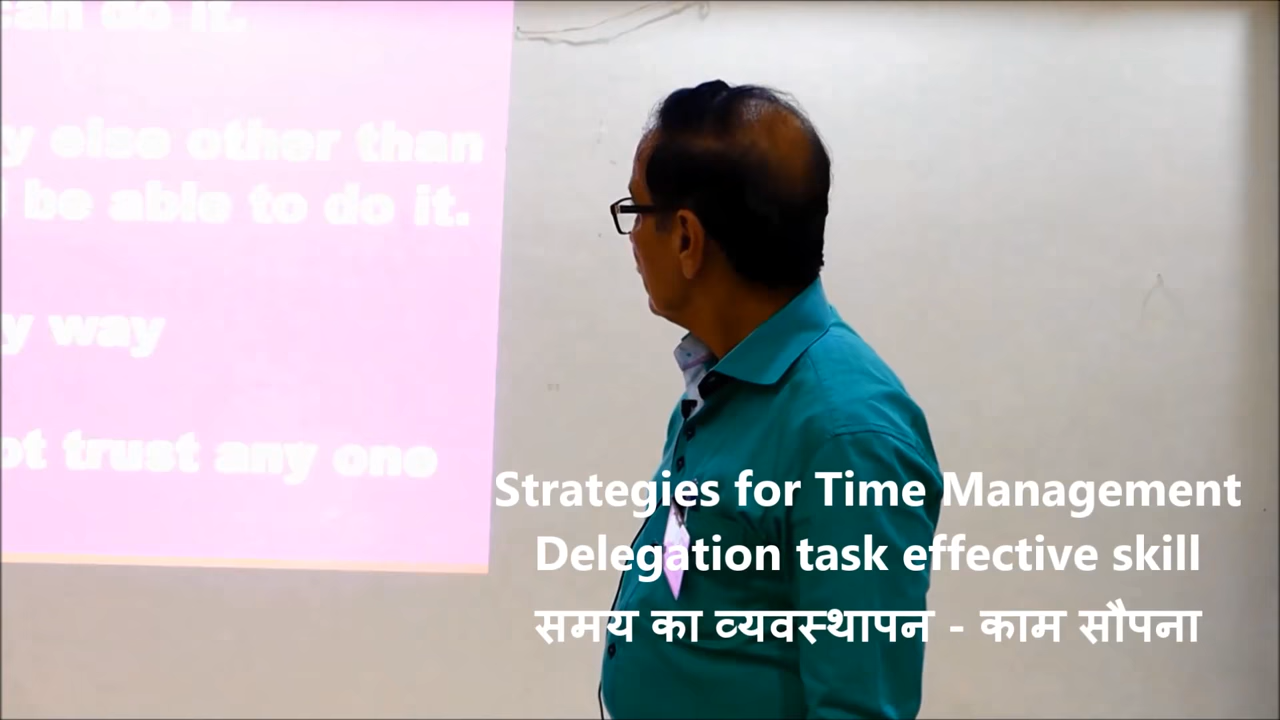 can do it.
else other than
be able to do it.
way
trust any one
Strategies for Time Management
Delegation task effective skill
समय का व्यवस्थापन - काम सौपना